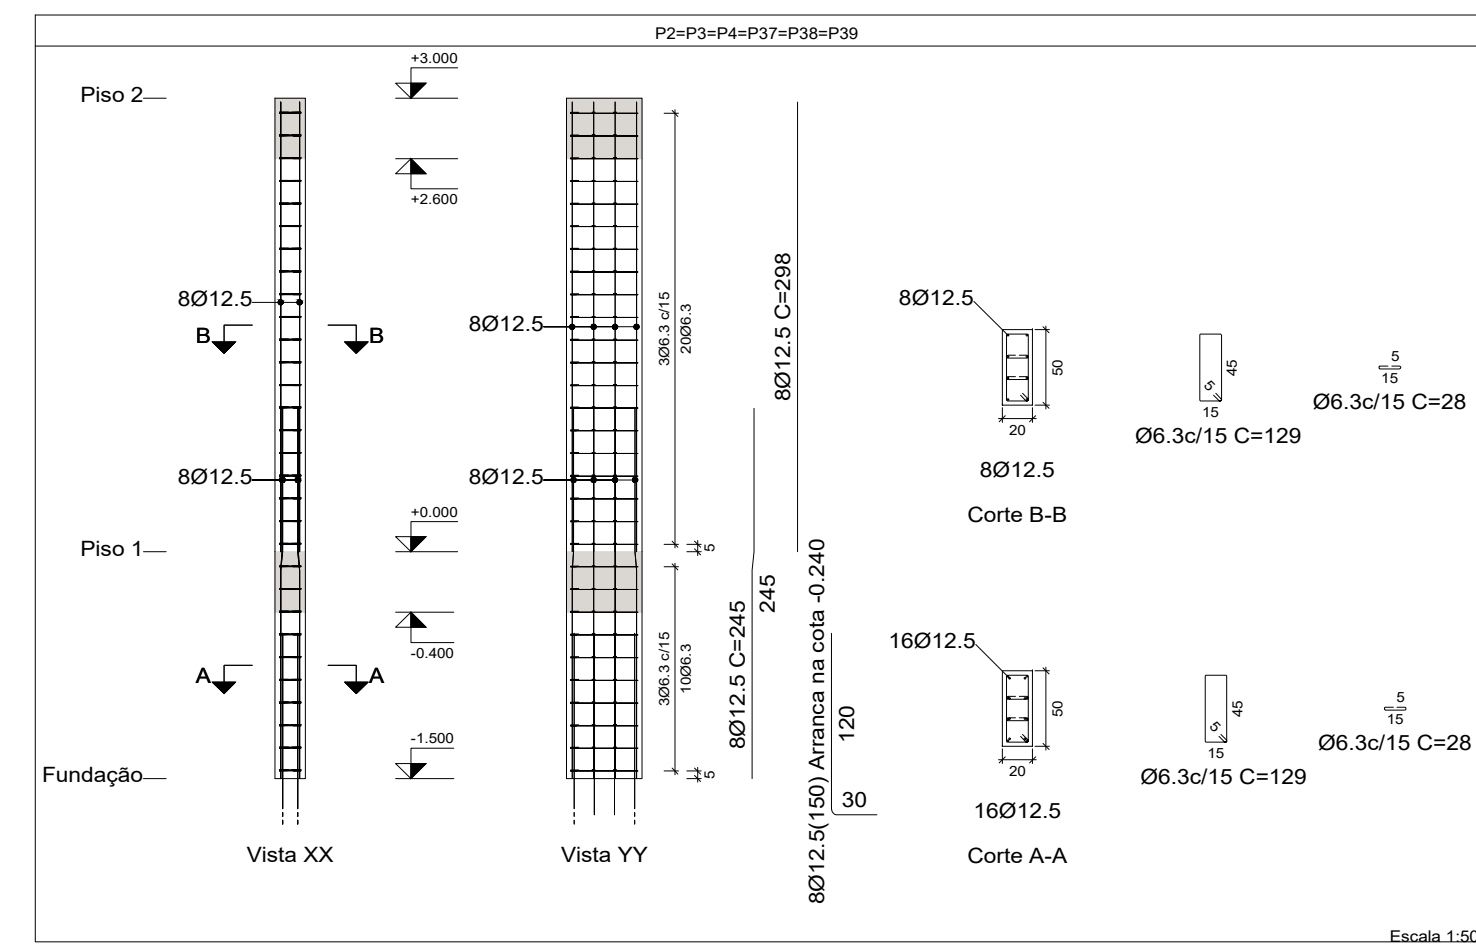 P2=P3=P4=P37=P38=P39
Piso 2
+3.000
+2.600
8Ø12.5
B
B
8Ø12.5
8Ø12.5
8Ø12.5
Piso 1
+0.000
-0.400
A
A
Fundação
-1.500
Vista XX
Vista YY
3Ø6.3 c/15
20Ø6.3
5
3Ø6.3 c/15
10Ø6.3
5
8Ø12.5 C=245
245
8Ø12.5 C=298
8Ø12.5(150) Arranca na cota -0.240
120
30
8Ø12.5
50
20
8Ø12.5
Corte B-B
45
5
15
Ø6.3c/15 C=129
5
15
Ø6.3c/15 C=28
16Ø12.5
50
20
16Ø12.5
Corte A-A
45
5
15
Ø6.3c/15 C=129
5
15
Ø6.3c/15 C=28
Escala 1:50